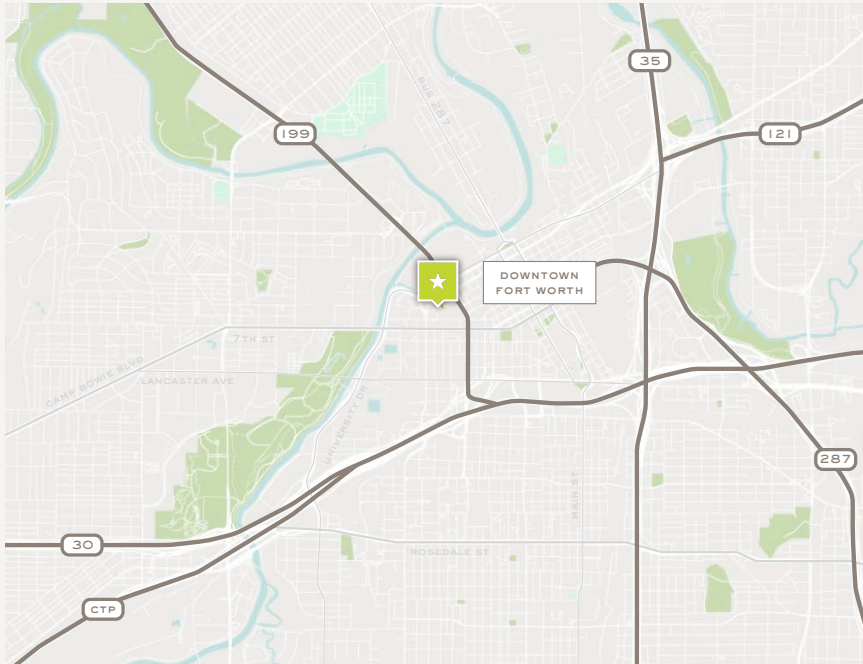 35
BUS 287
199
121
DOWNTOWN
FORT WORTH
7TH ST
CAMP BOWIE BLVD
LANCASTER AVE
UNIVERSITY DR
287
MAIN ST
30
ROSEDALE ST
CTP